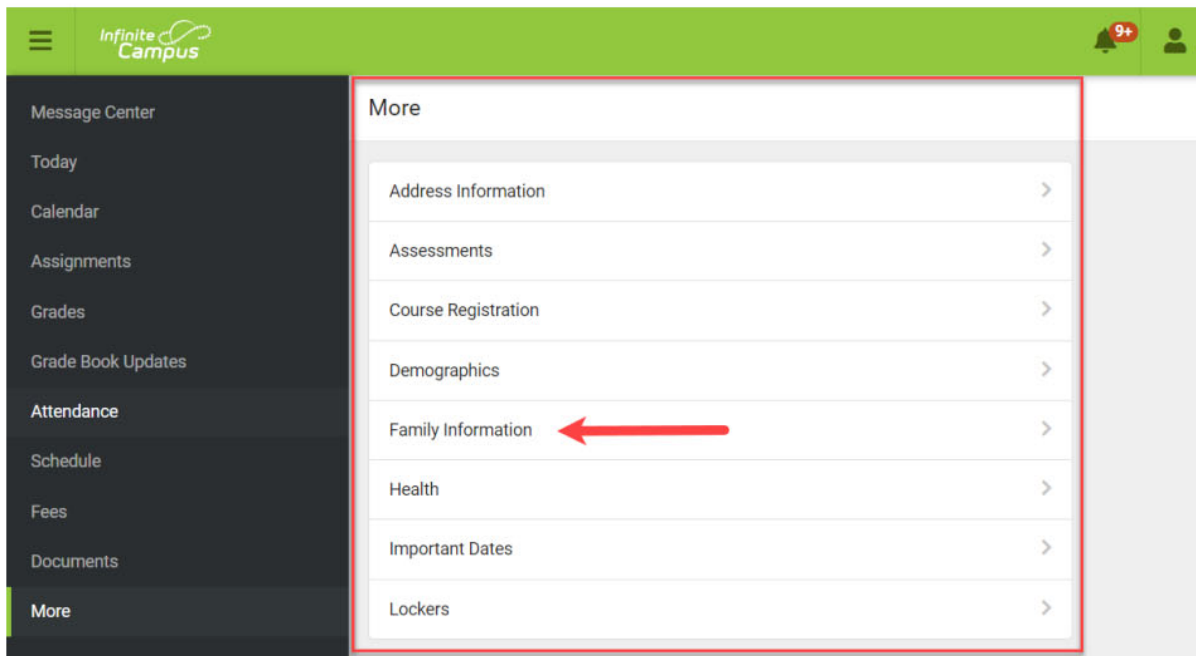 Infinite
Campus
9+
Message Center
Today
Calendar
Assignments
Grades
Grade Book Updates
Attendance
Schedule
Fees
Documents
More
More
Address Information
Assessments
Course Registration
Demographics
Family Information
Health
Important Dates
Lockers